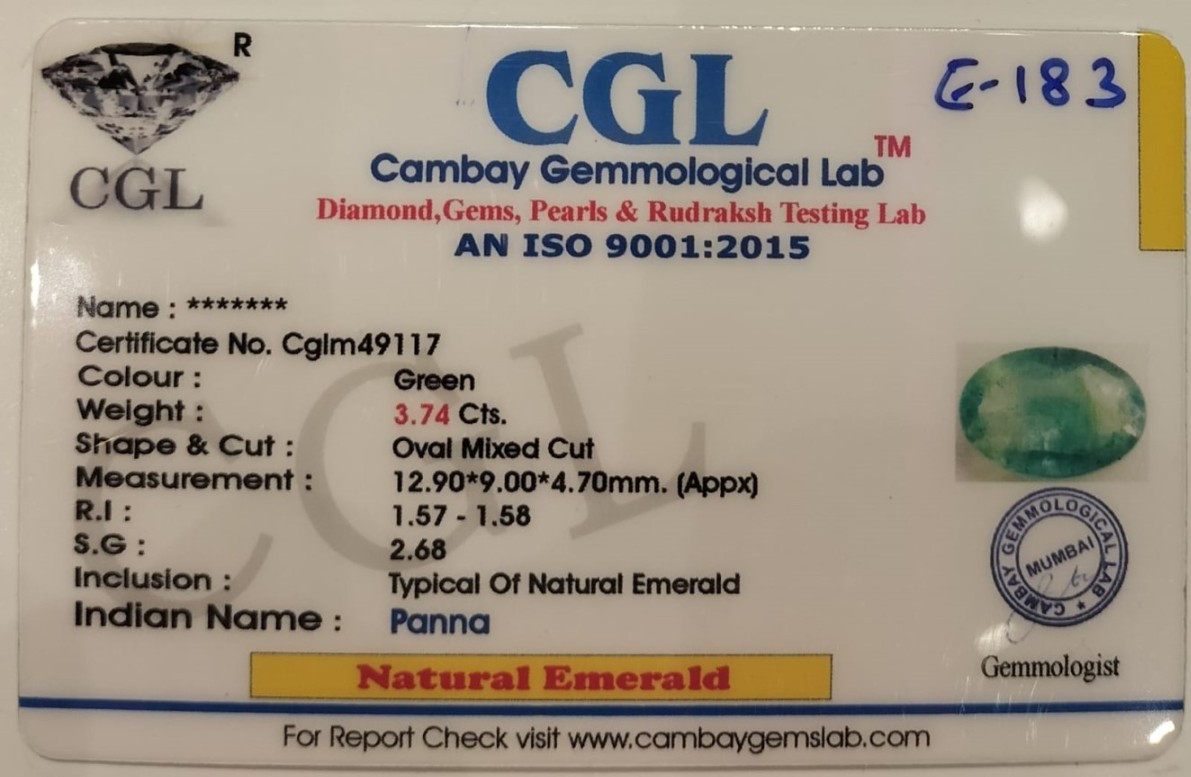 R
CGL
CGL
E-183
TM
Cambay Gemmological Lab
Diamond,Gems, Pearls & Rudraksh Testing Lab
AN ISO 9001:2015
Name : *******
Certificate No. Cglm49117
Colour : Green
Weight : 3.74 Cts.
Shape & Cut : Oval Mixed Cut
Measurement : 12.90*9.00*4.70mm. (Appx)
R.I : 1.57 - 1.58
S.G : 2.68
Inclusion : Typical Of Natural Emerald
Indian Name : Panna
CGL
CAMBAY GEMMOLOGICAL LAB
MUMBAI
Gemmologist
Natural Emerald
For Report Check visit www.cambaygemslab.com